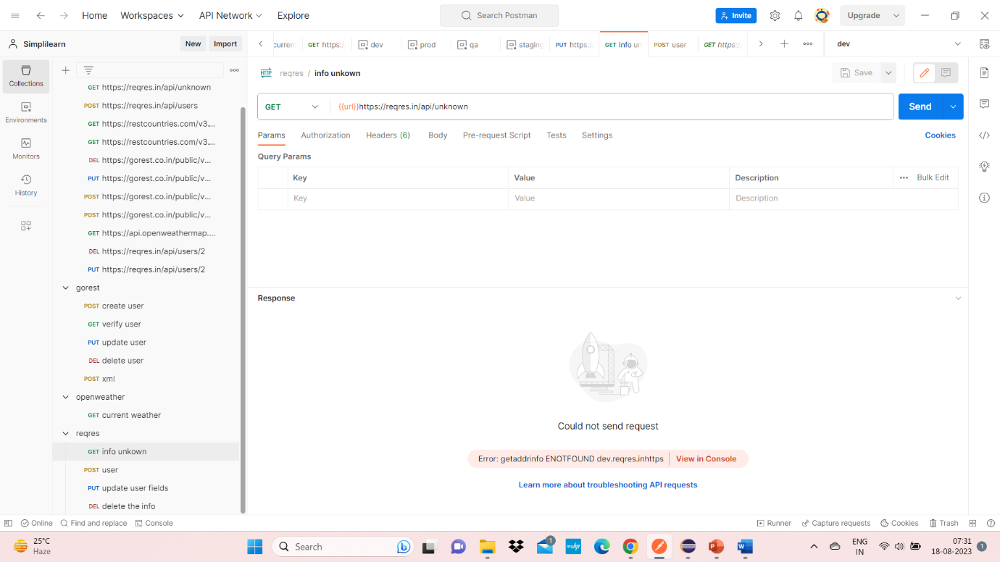 Home Workspaces API Network Explore Search Postman Invite Upgrade
Simplilearn New Import
GET https:/ dev prod qa staging PUT https:/ GET info un POST user GET https:/ dev
Collections
Environments
Monitors
History
GET https://reqres.in/api/unknown
POST https://reqres.in/api/users
GET https://restcountries.com/v3....
GET https://restcountries.com/v3....
DEL https://gorest.co.in/public/v...
PUT https://gorest.co.in/public/v...
POST https://gorest.co.in/public/v...
POST https://gorest.co.in/public/v...
GET https://api.openweathermap....
DEL https://reqres.in/api/users/2
PUT https://reqres.in/api/users/2
gorest
POST create user
GET verify user
PUT update user
DEL delete user
POST xml
openweather
GET current weather
reqres
GET info unkown
POST user
PUT update user fields
DEL delete the info
HTTP reqres / info unkown Save
GET {{url}}https://reqres.in/api/unknown Send
Params Authorization Headers (6) Body Pre-request Script Tests Settings Cookies
Query Params
Key Value Description Bulk Edit
Key Value Description
Response
Could not send request
Error: getaddrinfo ENOTFOUND dev.reqres.inhttps View in Console
Learn more about troubleshooting API requests
Online Find and replace Console Runner Capture requests Cookies Trash
25°C
Haze
Search
1
myhp
ENG
IN
07:31
18-08-2023
1